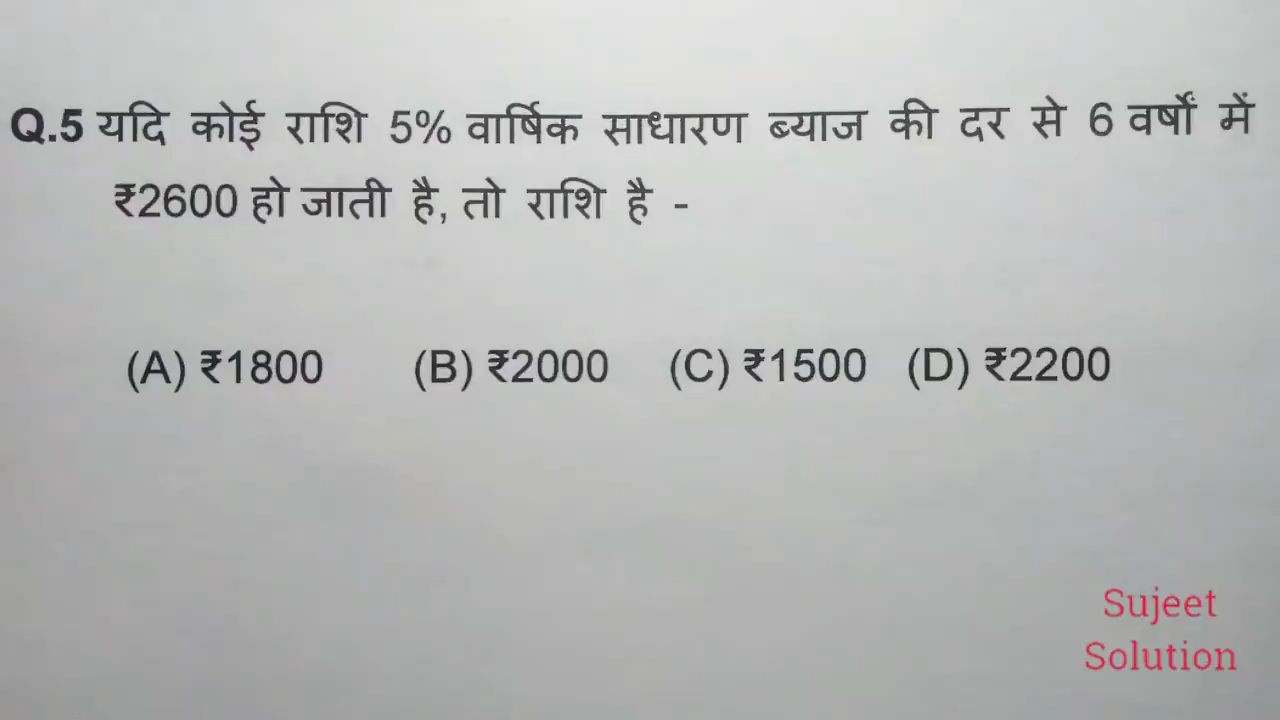 Q.5 यदि कोई राशि 5% वार्षिक साधारण ब्याज की दर से 6 वर्षों में
₹2600 हो जाती है, तो राशि है -
(A) ₹1800 (B) ₹2000 (C) ₹1500 (D) ₹2200
Sujeet
Solution